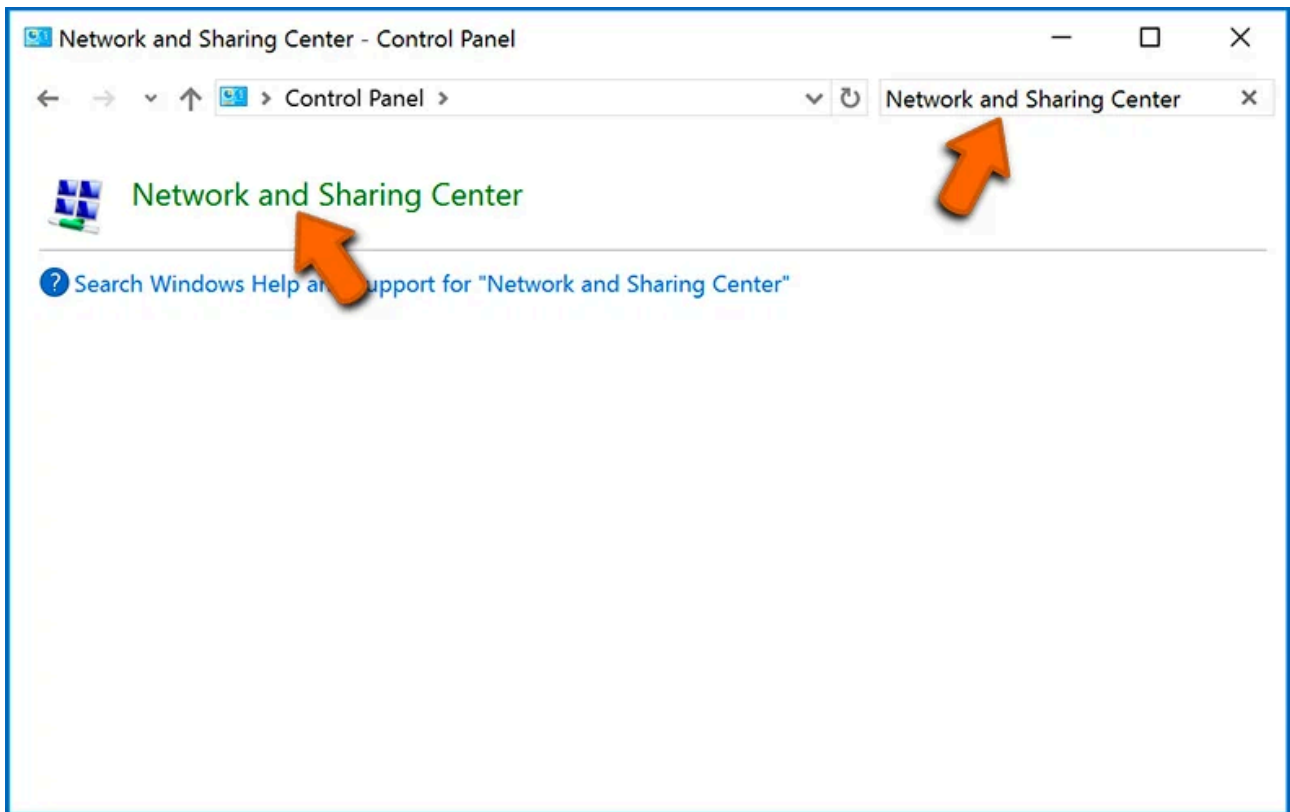 Network and Sharing Center - Control Panel
Control Panel
Network and Sharing Center
Network and Sharing Center
Search Windows Help an upport for "Network and Sharing Center"